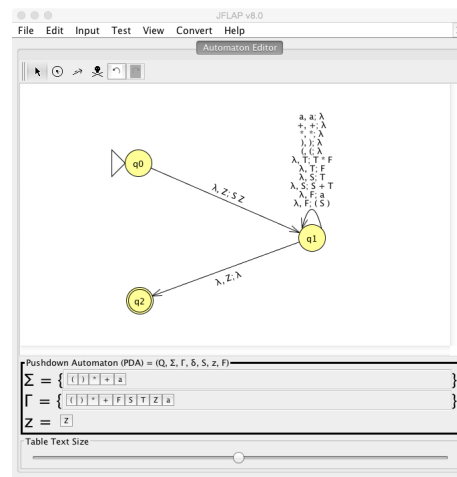 JFLAP v8.0
File Edit Input Test View Convert Help
Automaton Editor
a, a; λ
+, +; λ
*, *; λ
), ); λ
(, (; λ
λ, T; T * F
λ, T; F
λ, S; T
λ, S; S + T
λ, F; a
λ, F; ( S )
q0
λ, Z; S Z
q1
λ, Z; λ
q2
Pushdown Automaton (PDA) = (Q, Σ, Γ, δ, S, z, F)
Σ = { ( ) * + a }
Γ = { ( ) * + F S T Z a }
z = Z
Table Text Size